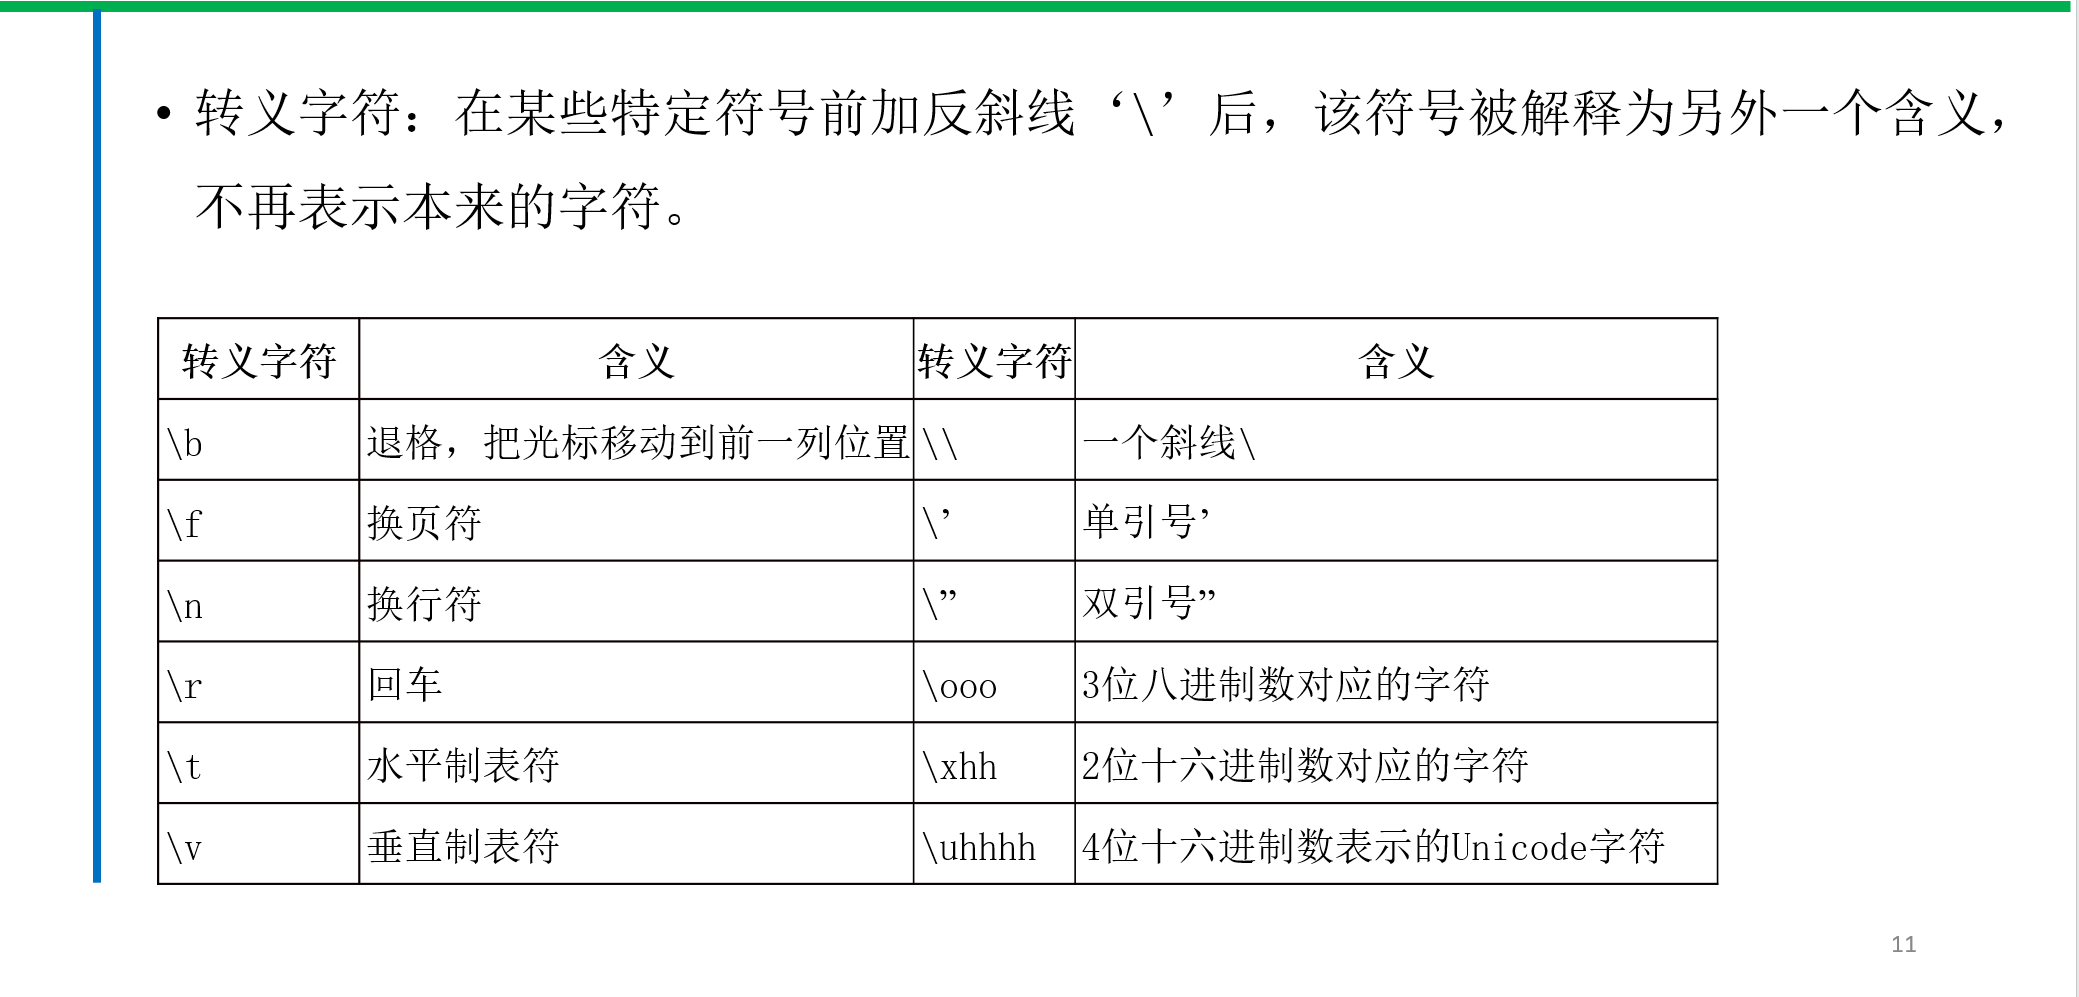 • 转义字符：在某些特定符号前加反斜线‘\’后，该符号被解释为另外一个含义，
不再表示本来的字符。
转义字符 含义 转义字符 含义
\b 退格，把光标移动到前一列位置 \\ 一个斜线\
\f 换页符 \’ 单引号’
\n 换行符 \” 双引号”
\r 回车 \ooo 3位八进制数对应的字符
\t 水平制表符 \xhh 2位十六进制数对应的字符
\v 垂直制表符 \uhhhh 4位十六进制数表示的Unicode字符
11